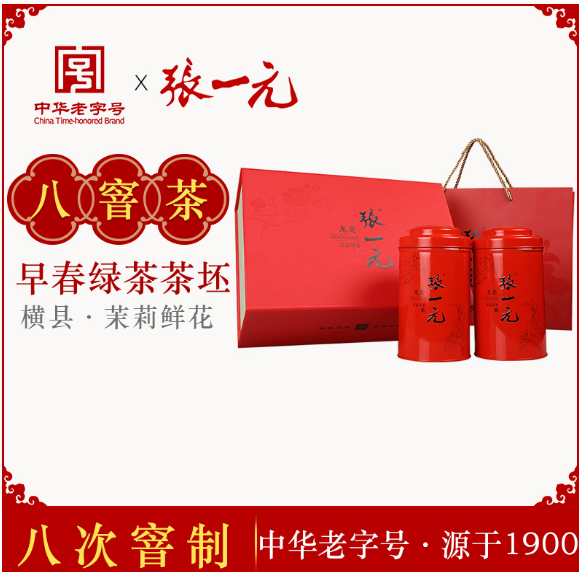 中华老字号
China Time-honored Brand
X
张一元
八窨茶
早春绿茶茶坯
横县·茉莉鲜花
张一元
张一元
张一元
八次窨制
中华老字号·源于1900